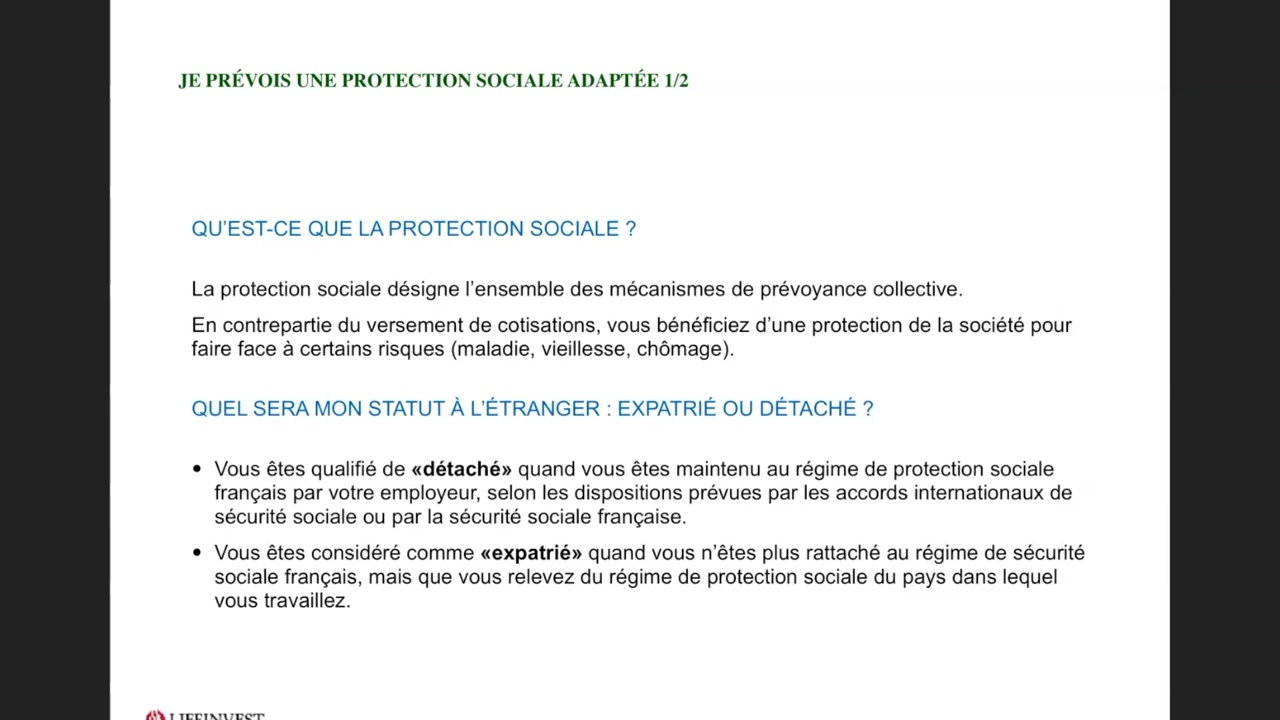 JE PRÉVOIS UNE PROTECTION SOCIALE ADAPTÉE 1/2
QU’EST-CE QUE LA PROTECTION SOCIALE ?
La protection sociale désigne l’ensemble des mécanismes de prévoyance collective.
En contrepartie du versement de cotisations, vous bénéficiez d’une protection de la société pour
faire face à certains risques (maladie, vieillesse, chômage).
QUEL SERA MON STATUT À L’ÉTRANGER : EXPATRIÉ OU DÉTACHÉ ?
• Vous êtes qualifié de «détaché» quand vous êtes maintenu au régime de protection sociale
français par votre employeur, selon les dispositions prévues par les accords internationaux de
sécurité sociale ou par la sécurité sociale française.
• Vous êtes considéré comme «expatrié» quand vous n’êtes plus rattaché au régime de sécurité
sociale français, mais que vous relevez du régime de protection sociale du pays dans lequel
vous travaillez.
LIFEINVEST